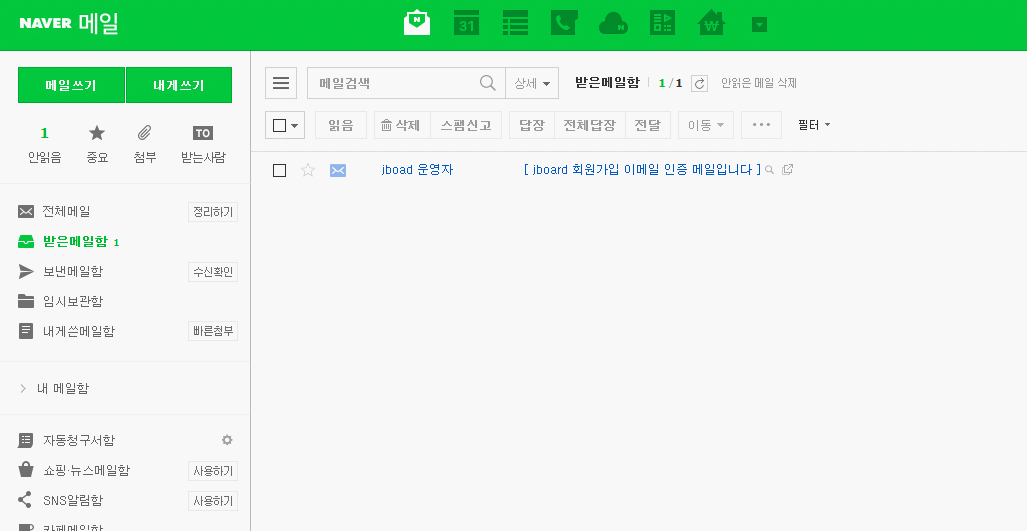 NAVER 메일
31
메일쓰기 내게쓰기
1
안읽음 중요 첨부 TO 받는사람
전체메일 정리하기
받은메일함 1
보낸메일함 수신확인
임시보관함
내게쓴메일함 빠른첨부
내 메일함
자동청구서함
쇼핑·뉴스메일함 사용하기
SNS알림함 사용하기
카페메일함
메일검색 상세 받은메일함 1 / 1 안읽은 메일 삭제
읽음 삭제 스팸신고 답장 전체답장 전달 이동 ··· 필터
jboad 운영자 [ jboard 회원가입 이메일 인증 메일입니다 ]